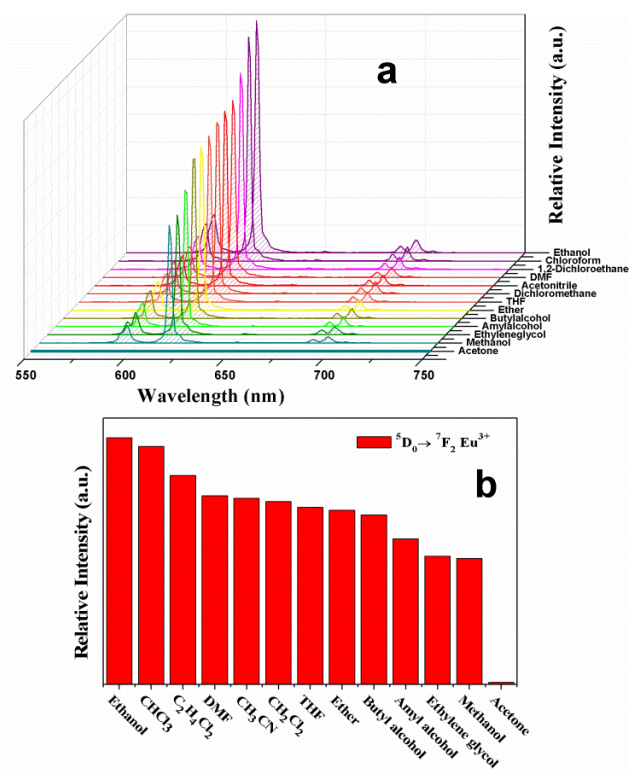 a
Relative Intensity (a.u.)
Ethanol
Chloroform
1,2-Dichloroethane
DMF
Acetonitrile
Dichloromethane
THF
Ether
Butylalcohol
Amylalcohol
Ethyleneglycol
Methanol
Acetone
550 600 650 700 750
Wavelength (nm)
⁵D₀→ ⁷F₂ Eu³⁺
b
Relative Intensity (a.u.)
Ethanol
CHCl3
C₂H₄Cl₂
DMF
CH₃CN
CH₂Cl₂
THF
Ether
Butyl alcohol
Amyl alcohol
Ethylene glycol
Methanol
Acetone